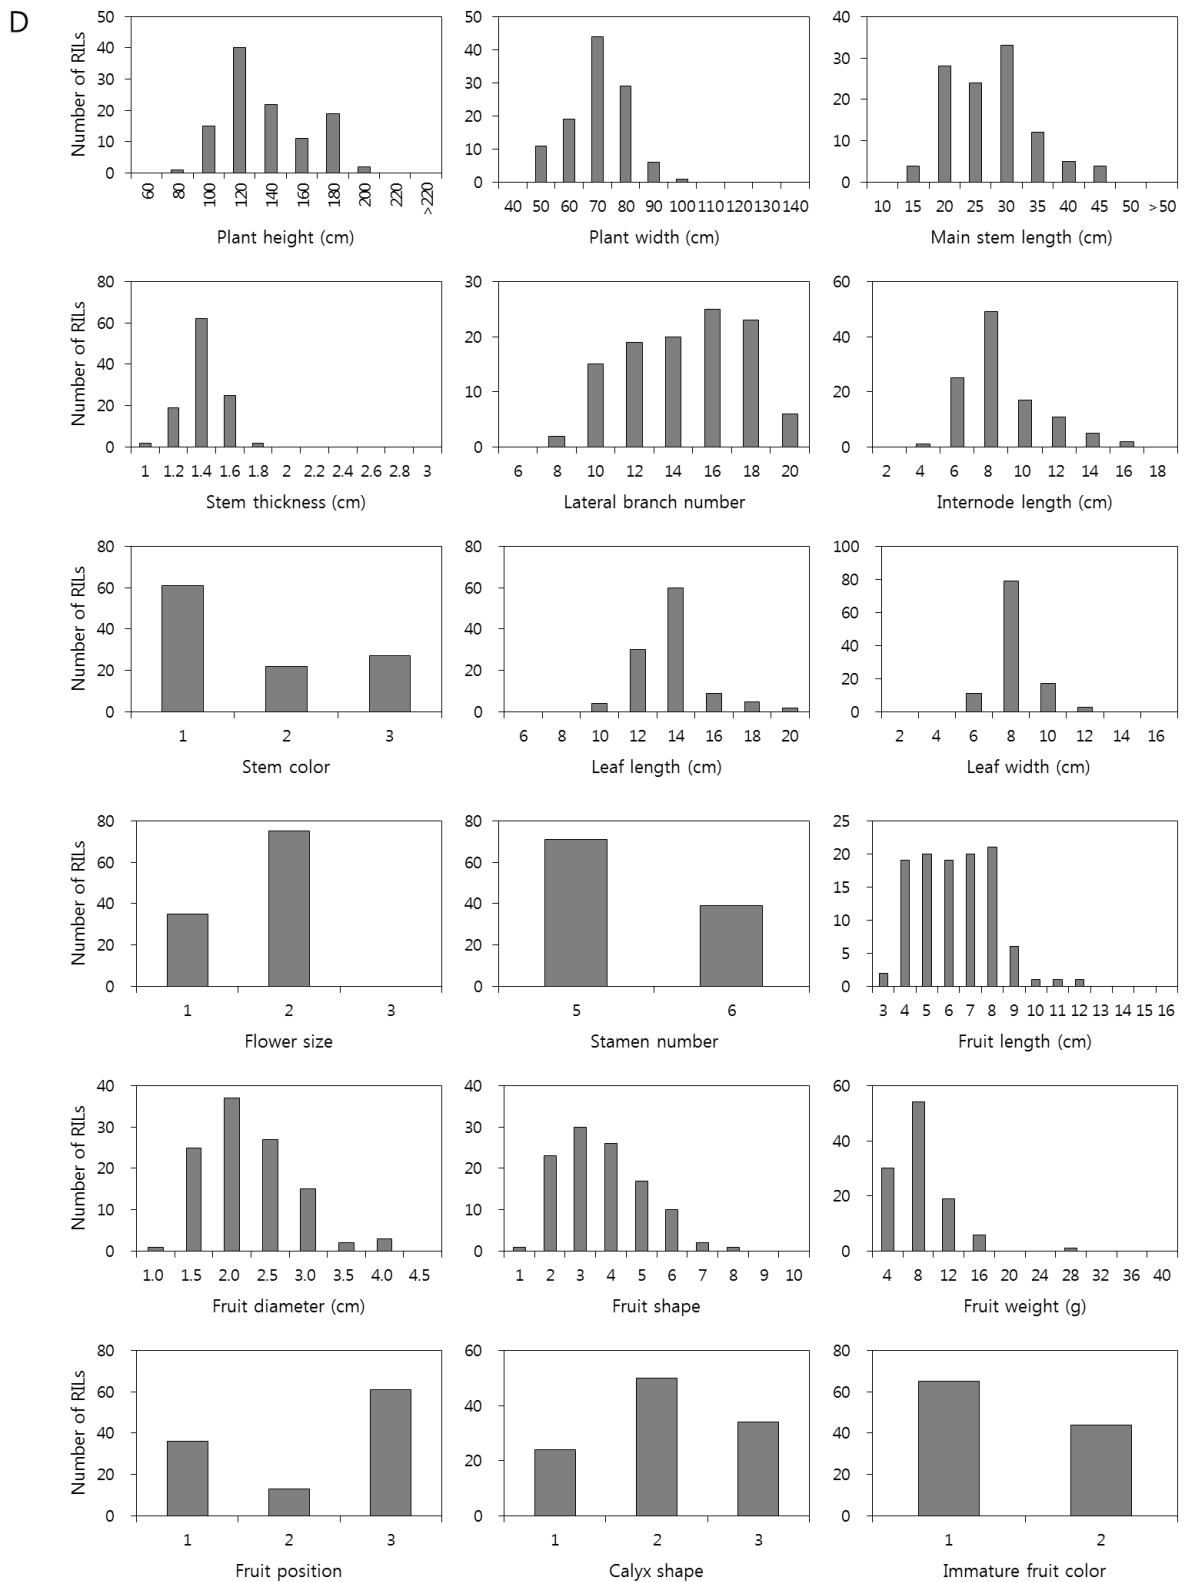 D
Number of RILs
50
40
30
20
10
0
60 80 100 120 140 160 180 200 220 >220
Plant height (cm)
50
40
30
20
10
0
40 50 60 70 80 90 100 110 120 130 140
Plant width (cm)
40
30
20
10
0
10 15 20 25 30 35 40 45 50 >50
Main stem length (cm)
Number of RILs
80
60
40
20
0
1 1.2 1.4 1.6 1.8 2 2.2 2.4 2.6 2.8 3
Stem thickness (cm)
30
20
10
0
6 8 10 12 14 16 18 20
Lateral branch number
60
40
20
0
2 4 6 8 10 12 14 16 18
Internode length (cm)
Number of RILs
80
60
40
20
0
1 2 3
Stem color
80
60
40
20
0
6 8 10 12 14 16 18 20
Leaf length (cm)
100
80
60
40
20
0
2 4 6 8 10 12 14 16
Leaf width (cm)
Number of RILs
80
60
40
20
0
1 2 3
Flower size
80
60
40
20
0
5 6
Stamen number
25
20
15
10
5
0
3 4 5 6 7 8 9 10 11 12 13 14 15 16
Fruit length (cm)
Number of RILs
40
30
20
10
0
1.0 1.5 2.0 2.5 3.0 3.5 4.0 4.5
Fruit diameter (cm)
40
30
20
10
0
1 2 3 4 5 6 7 8 9 10
Fruit shape
60
40
20
0
4 8 12 16 20 24 28 32 36 40
Fruit weight (g)
Number of RILs
80
60
40
20
0
1 2 3
Fruit position
60
40
20
0
1 2 3
Calyx shape
80
60
40
20
0
1 2
Immature fruit color